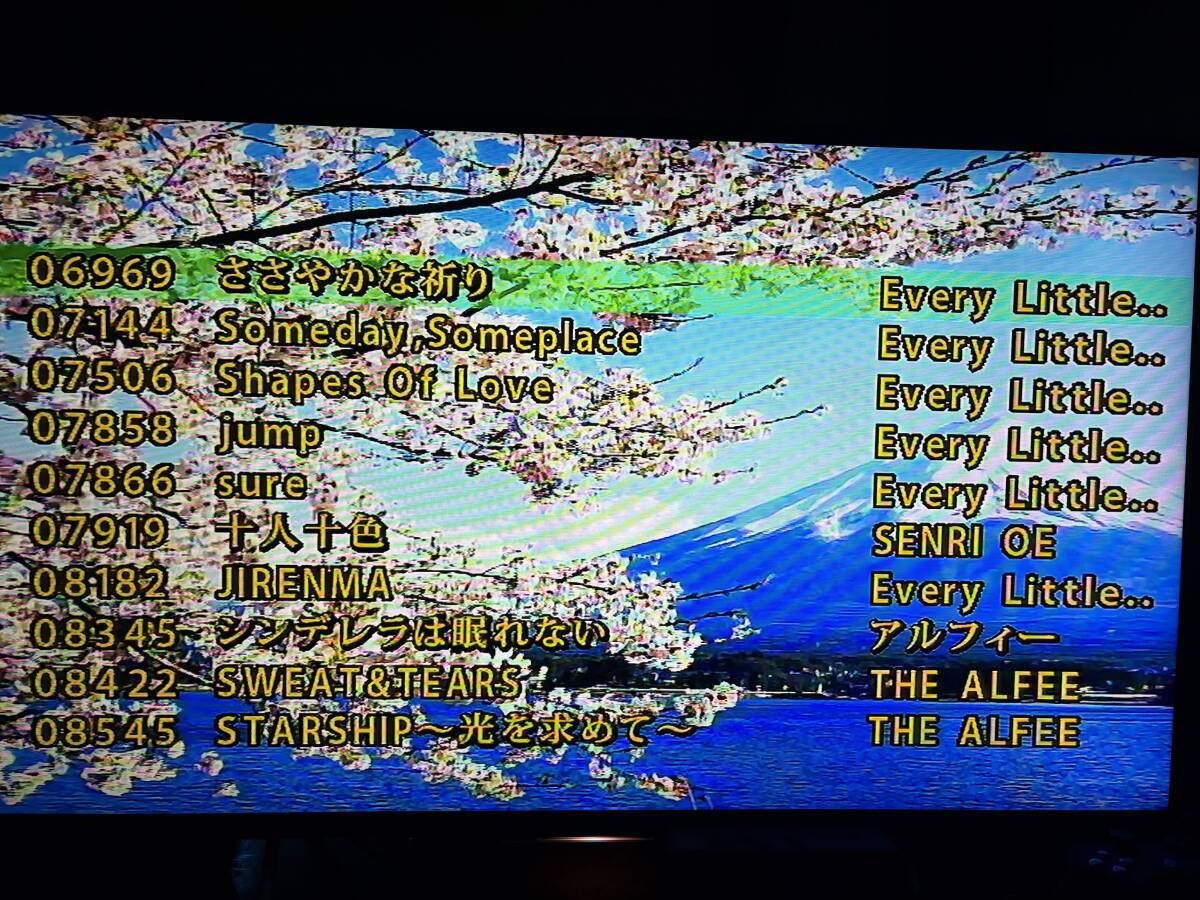 06969 ささやかな祈り Every Little..
07144 Someday,Someplace Every Little..
07506 Shapes Of Love Every Little..
07858 jump Every Little..
07866 sure Every Little..
07919 十人十色 SENRI OE
08182 JIRENMA Every Little..
08345 シンデレラは眠れない アルフィー
08422 SWEAT&TEARS THE ALFEE
08545 STARSHIP～光を求めて～ THE ALFEE